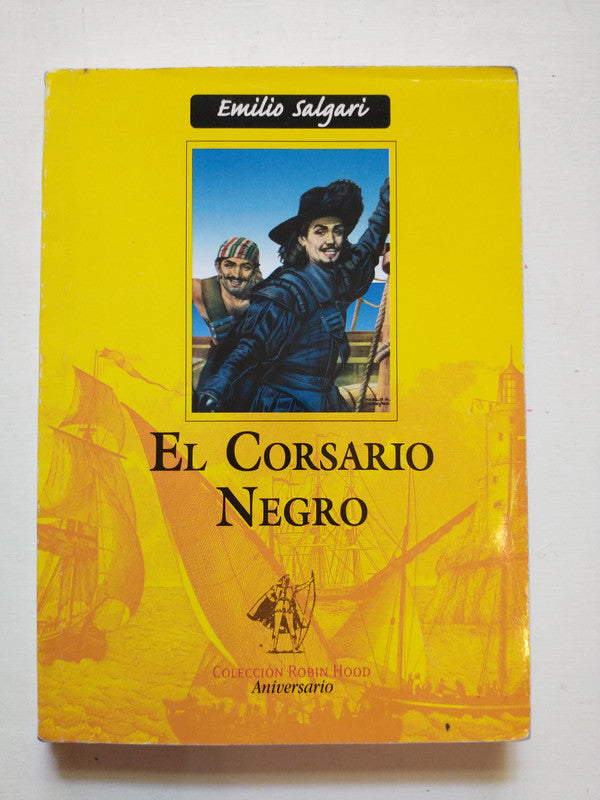 Emilio Salgari
EL CORSARIO
NEGRO
COLECCIÓN ROBIN HOOD
Aniversario